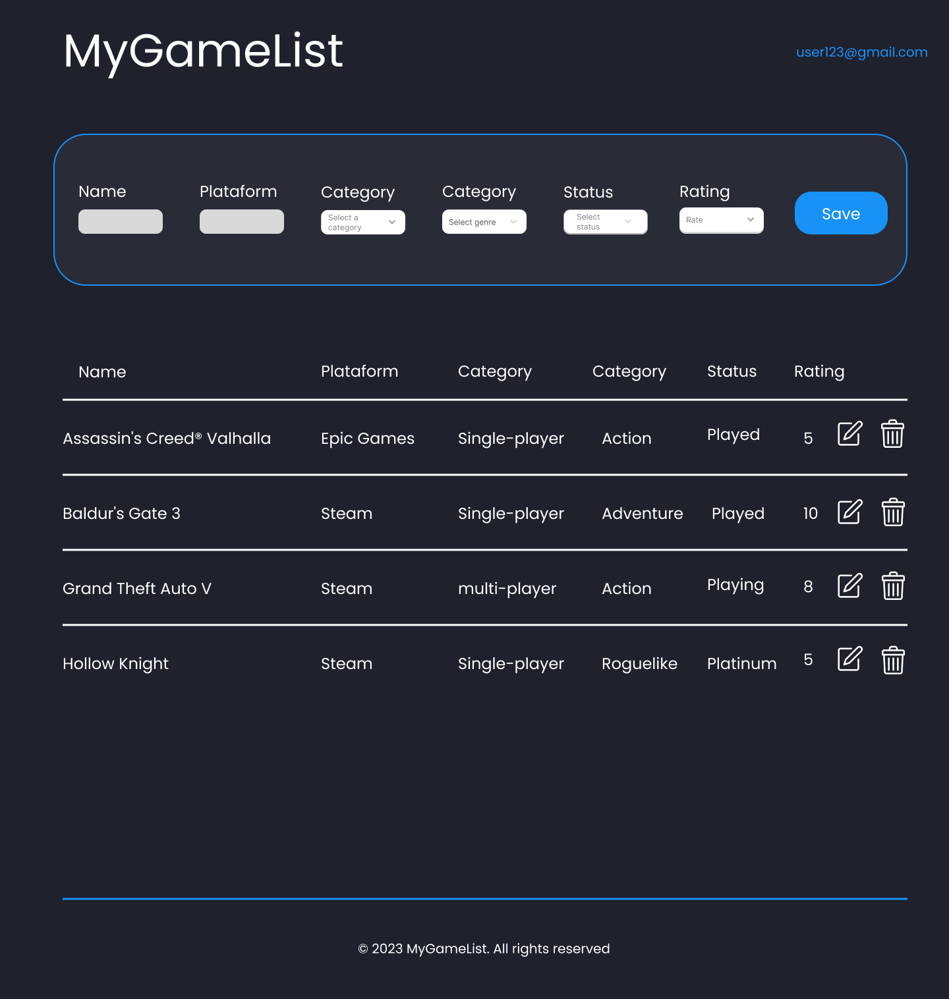 MyGameList
user123@gmail.com
Name Plataform Category Category Status Rating
Select a category
Select genre
Select status
Rate
Save
Name Plataform Category Category Status Rating
Assassin's Creed® Valhalla Epic Games Single-player Action Played 5
Baldur's Gate 3 Steam Single-player Adventure Played 10
Grand Theft Auto V Steam multi-player Action Playing 8
Hollow Knight Steam Single-player Roguelike Platinum 5
© 2023 MyGameList. All rights reserved